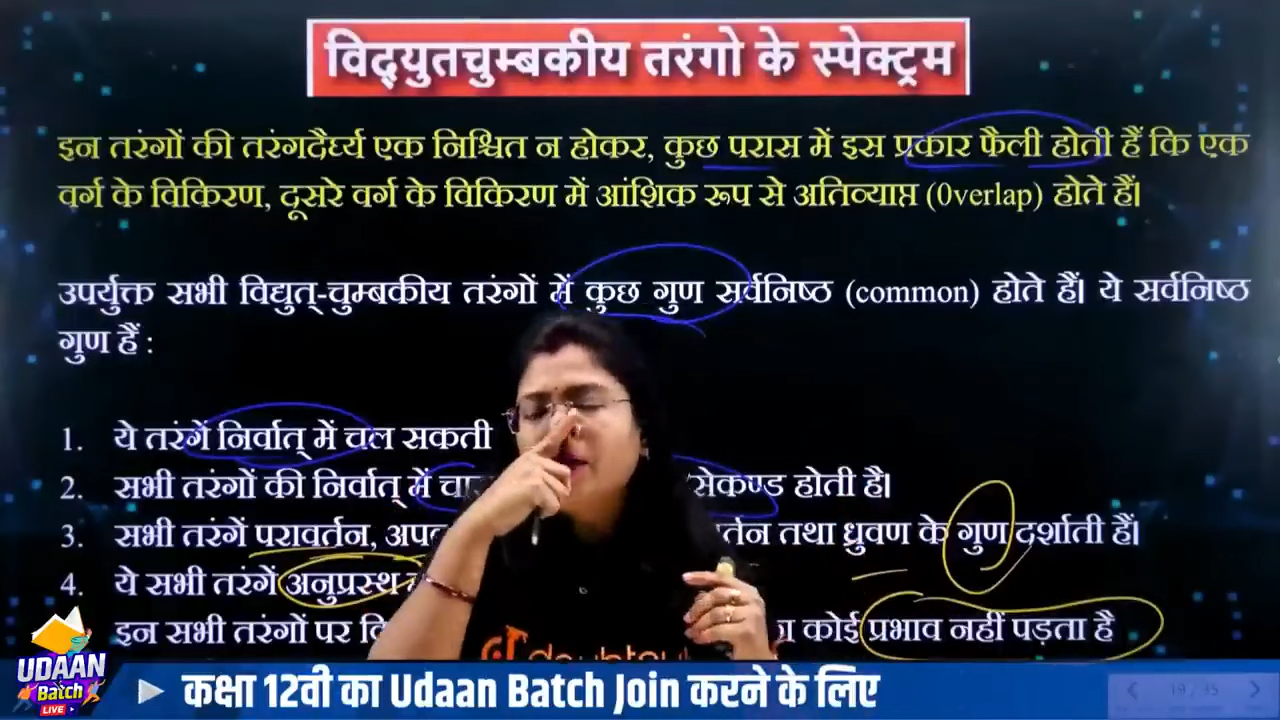 विद्युतचुम्बकीय तरंगो के स्पेक्ट्रम
इन तरंगों की तरंगदैर्ध्य एक निश्चित न होकर, कुछ परास में इस प्रकार फैली होती हैं कि एक
वर्ग के विकिरण, दूसरे वर्ग के विकिरण में आंशिक रूप से अतिव्याप्त (0verlap) होते हैं।
उपर्युक्त सभी विद्युत्-चुम्बकीय तरंगों में कुछ गुण सर्वनिष्ठ (common) होते हैं। ये सर्वनिष्ठ
गुण हैं :
1. ये तरंगें निर्वात् में चल सकती
2. सभी तरंगों की निर्वात् में सेकण्ड होती है।
3. सभी तरंगें परावर्तन, तथा ध्रुवण के गुण दर्शाती हैं।
4. ये सभी तरंगें अनुप्रस्थ
इन सभी तरंगों पर कोई प्रभाव नहीं पड़ता है
doubtnut
UDAAN
Batch
LIVE
कक्षा 12वी का Udaan Batch Join करने के लिए
19 / 35